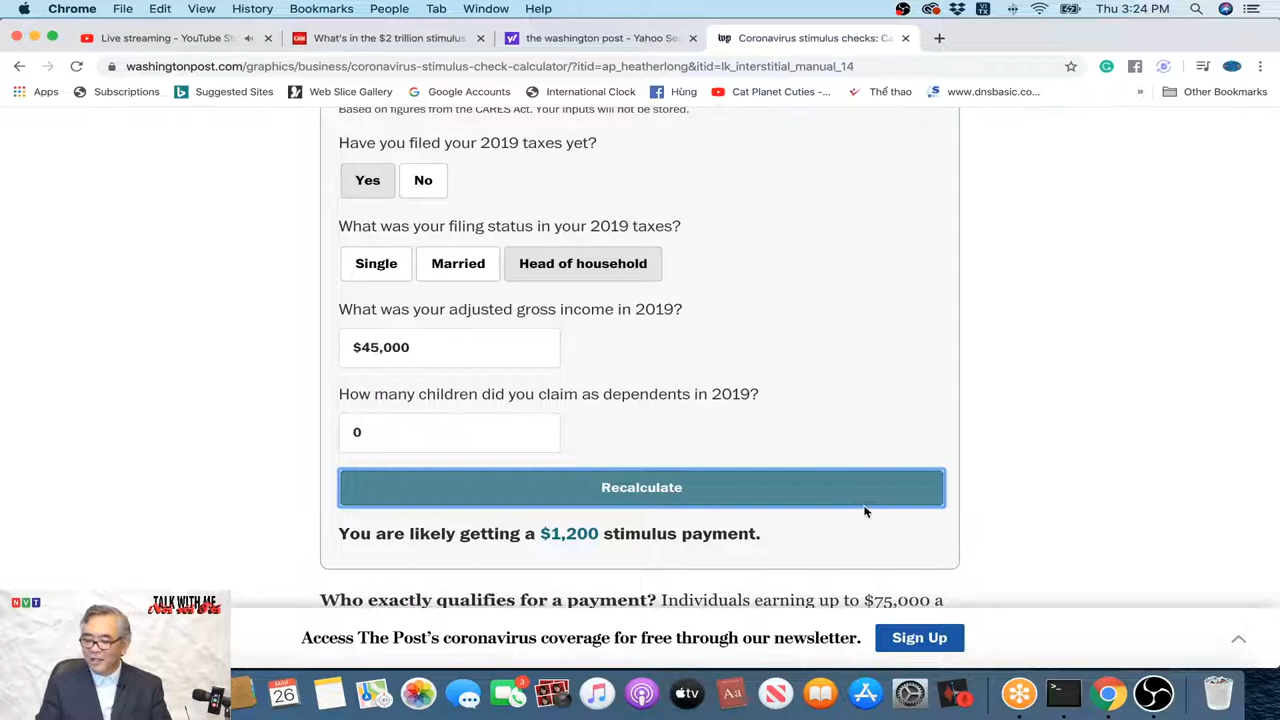 Chrome File Edit View History Bookmarks People Tab Window Help Thu 3:24 PM
Live streaming - YouTube S
What's in the $2 trillion stimulus
the washington post - Yahoo Se
Coronavirus stimulus checks: Ca
washingtonpost.com/graphics/business/coronavirus-stimulus-check-calculator/?itid=ap_heatherlong&itid=lk_interstitial_manual_14
Apps Subscriptions Suggested Sites Web Slice Gallery Google Accounts International Clock Hùng Cat Planet Cuties -... Thể thao www.dnsbasic.co... » Other Bookmarks
Based on figures from the CARES Act. Your inputs will not be stored.
Have you filed your 2019 taxes yet?
Yes No
What was your filing status in your 2019 taxes?
Single Married Head of household
What was your adjusted gross income in 2019?
$45,000
How many children did you claim as dependents in 2019?
0
Recalculate
You are likely getting a $1,200 stimulus payment.
Who exactly qualifies for a payment? Individuals earning up to $75,000 a
Access The Post's coronavirus coverage for free through our newsletter. Sign Up
NVT
TALK WITH ME
MAR
26
3
tv